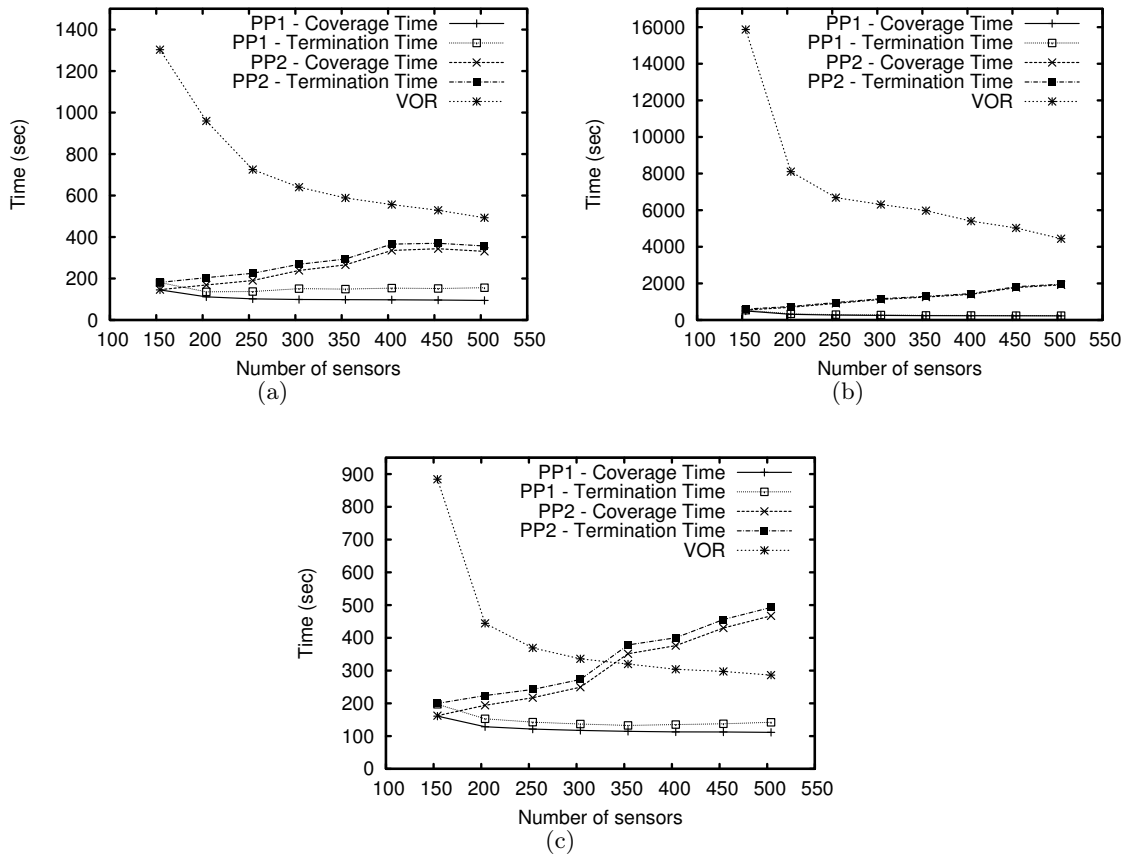 1400
1200
1000
800
600
400
200
0
100 150 200 250 300 350 400 450 500 550
Time (sec)
Number of sensors
PP1 - Coverage Time
PP1 - Termination Time
PP2 - Coverage Time
PP2 - Termination Time
VOR
(a)
16000
14000
12000
10000
8000
6000
4000
2000
0
100 150 200 250 300 350 400 450 500 550
Time (sec)
Number of sensors
PP1 - Coverage Time
PP1 - Termination Time
PP2 - Coverage Time
PP2 - Termination Time
VOR
(b)
900
800
700
600
500
400
300
200
100
0
100 150 200 250 300 350 400 450 500 550
Time (sec)
Number of sensors
PP1 - Coverage Time
PP1 - Termination Time
PP2 - Coverage Time
PP2 - Termination Time
VOR
(c)